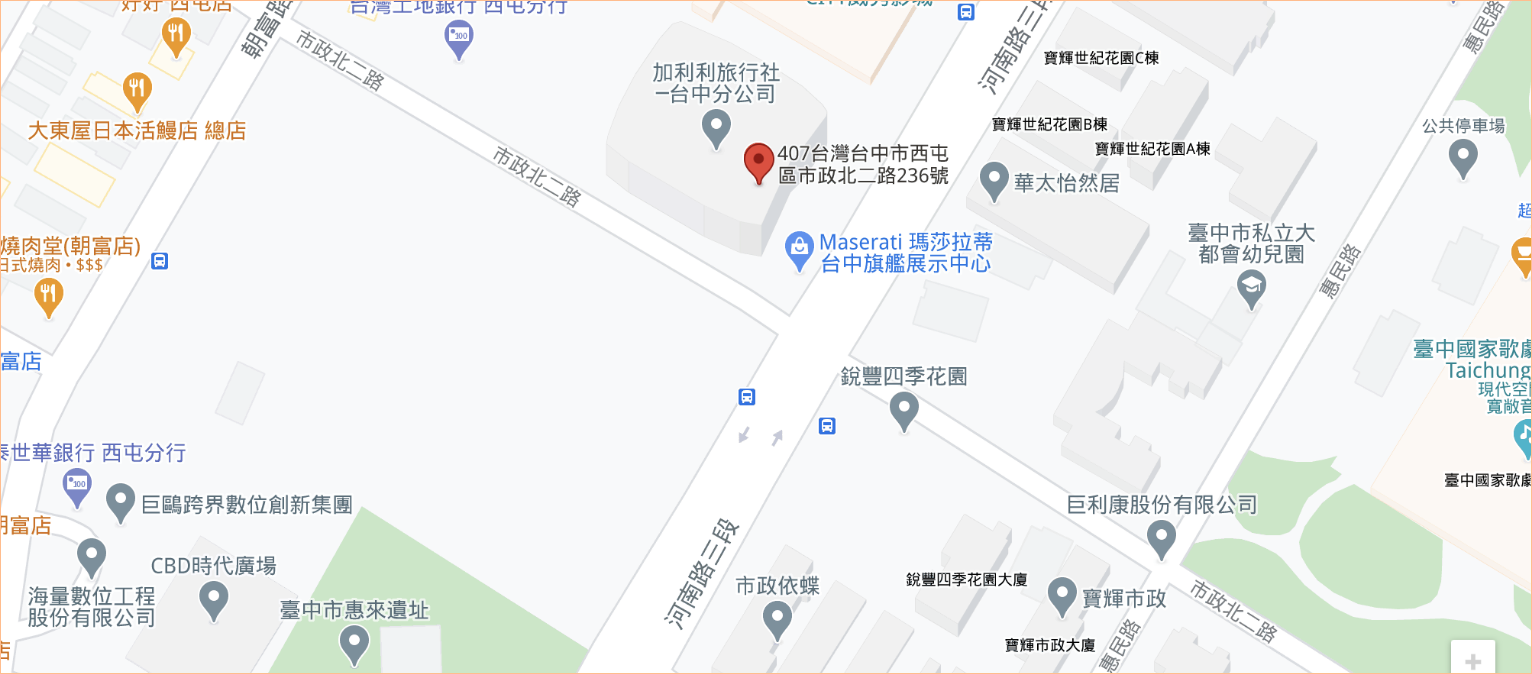 好好 西屯店
台灣土地銀行 西屯分行
朝富路
市政北二路
河南路三段
惠民路
寶輝世紀花園C棟
加利利旅行社
–台中分公司
大東屋日本活鰻店 總店
寶輝世紀花園B棟
寶輝世紀花園A棟
公共停車場
407台灣台中市西屯
區市政北二路236號
市政北二路
華太怡然居
超
臺中市私立大
都會幼兒園
燒肉堂(朝富店)
日式燒肉 • $$$
Maserati 瑪莎拉蒂
台中旗艦展示中心
惠民路
富店
銳豐四季花園
臺中國家歌劇
Taichung
現代空間
寬敞音
泰世華銀行 西屯分行
臺中國家歌劇
巨鷗跨界數位創新集團
巨利康股份有限公司
朝富店
河南路三段
CBD時代廣場
海量數位工程
股份有限公司
臺中市惠來遺址
市政依蝶
銳豐四季花園大廈
寶輝市政
市政北二路
寶輝市政大廈
惠民路
店